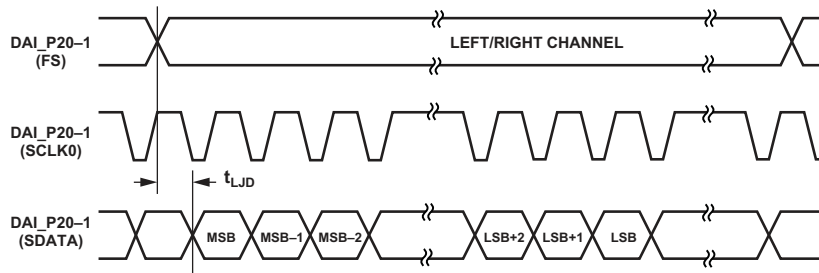 DAI_P20–1
(FS)
LEFT/RIGHT CHANNEL
DAI_P20–1
(SCLK0)
tLJD
DAI_P20–1
(SDATA)
MSB
MSB–1
MSB–2
LSB+2
LSB+1
LSB